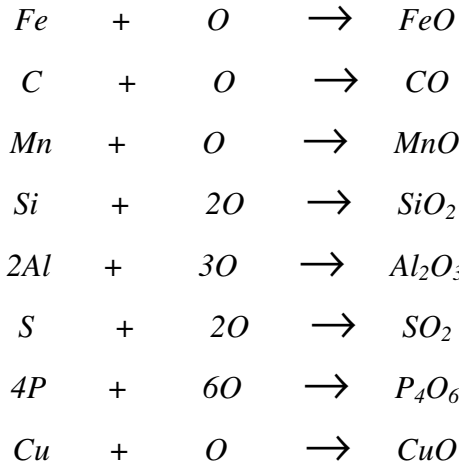 Fe + O → FeO
C + O → CO
Mn + O → MnO
Si + 2O → SiO₂
2Al + 3O → Al₂O₃
S + 2O → SO₂
4P + 6O → P₄O₆
Cu + O → CuO